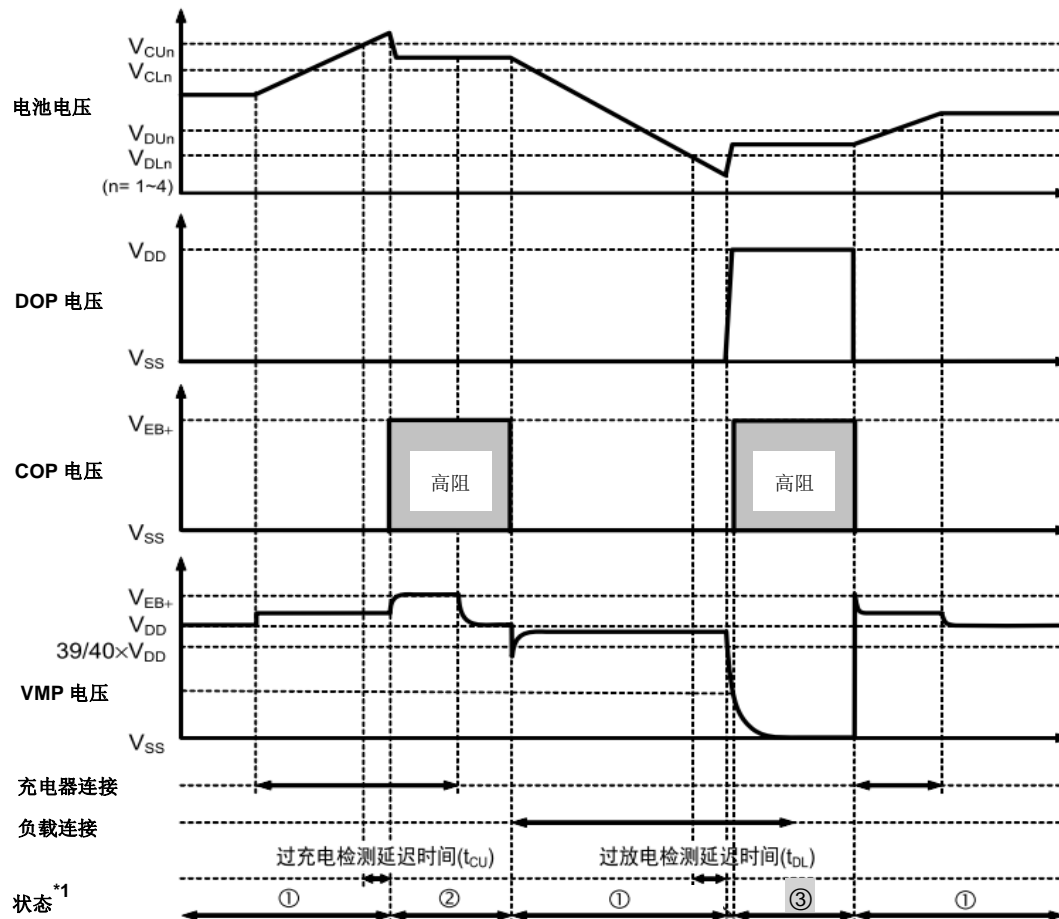 V_CUn
V_CLn
电池电压
V_DUn
V_DLn
(n= 1~4)
V_DD
DOP 电压
V_SS
V_EB+
COP 电压
高阻
高阻
V_SS
V_EB+
V_DD
39/40×V_DD
VMP 电压
V_SS
充电器连接
负载连接
过充电检测延迟时间(t_CU)
过放电检测延迟时间(t_DL)
状态*1
①
②
①
③
①